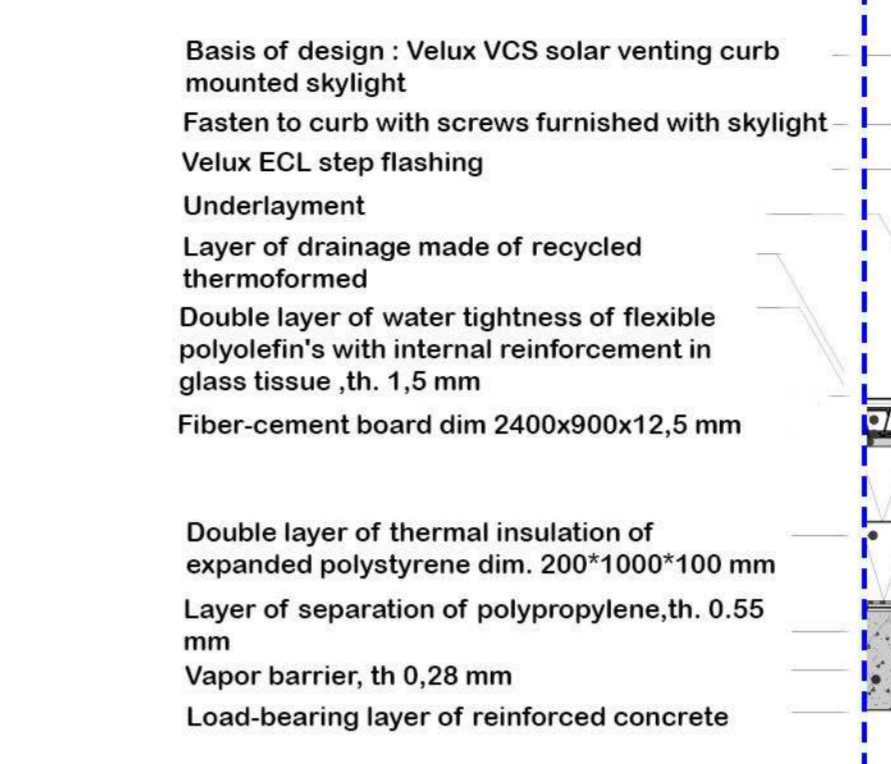 Basis of design : Velux VCS solar venting curb
mounted skylight
Fasten to curb with screws furnished with skylight
Velux ECL step flashing
Underlayment
Layer of drainage made of recycled
thermoformed
Double layer of water tightness of flexible
polyolefin's with internal reinforcement in
glass tissue ,th. 1,5 mm
Fiber-cement board dim 2400x900x12,5 mm
Double layer of thermal insulation of
expanded polystyrene dim. 200*1000*100 mm
Layer of separation of polypropylene,th. 0.55
mm
Vapor barrier, th 0,28 mm
Load-bearing layer of reinforced concrete